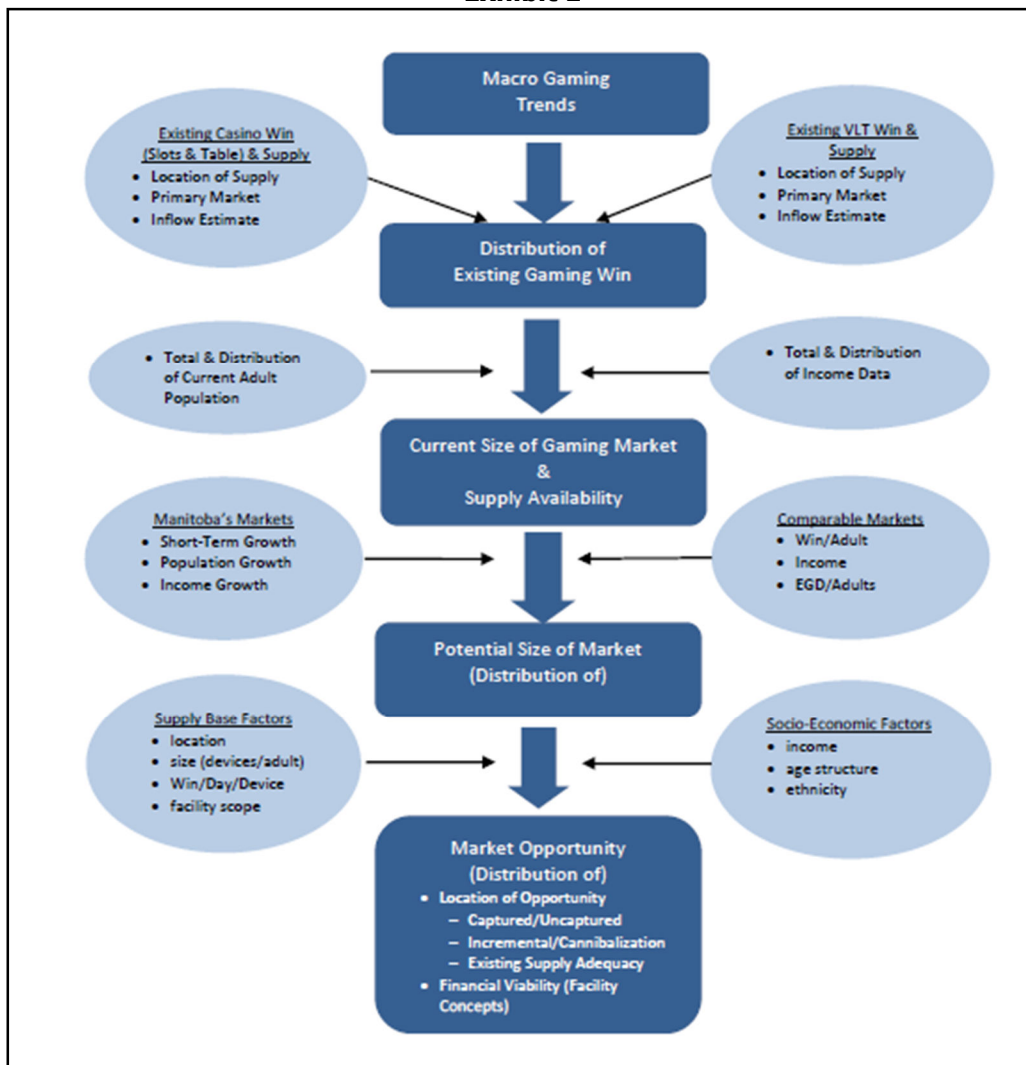 Macro Gaming
Trends
Existing Casino Win
(Slots & Table) & Supply
• Location of Supply
• Primary Market
• Inflow Estimate
Existing VLT Win &
Supply
• Location of Supply
• Primary Market
• Inflow Estimate
Distribution of
Existing Gaming Win
• Total & Distribution
of Current Adult
Population
• Total & Distribution
of Income Data
Current Size of Gaming Market
&
Supply Availability
Manitoba's Markets
• Short-Term Growth
• Population Growth
• Income Growth
Comparable Markets
• Win/Adult
• Income
• EGD/Adults
Potential Size of Market
(Distribution of)
Supply Base Factors
• location
• size (devices/adult)
• Win/Day/Device
• facility scope
Socio-Economic Factors
• income
• age structure
• ethnicity
Market Opportunity
(Distribution of)
• Location of Opportunity
– Captured/Uncaptured
– Incremental/Cannibalization
– Existing Supply Adequacy
• Financial Viability (Facility
Concepts)